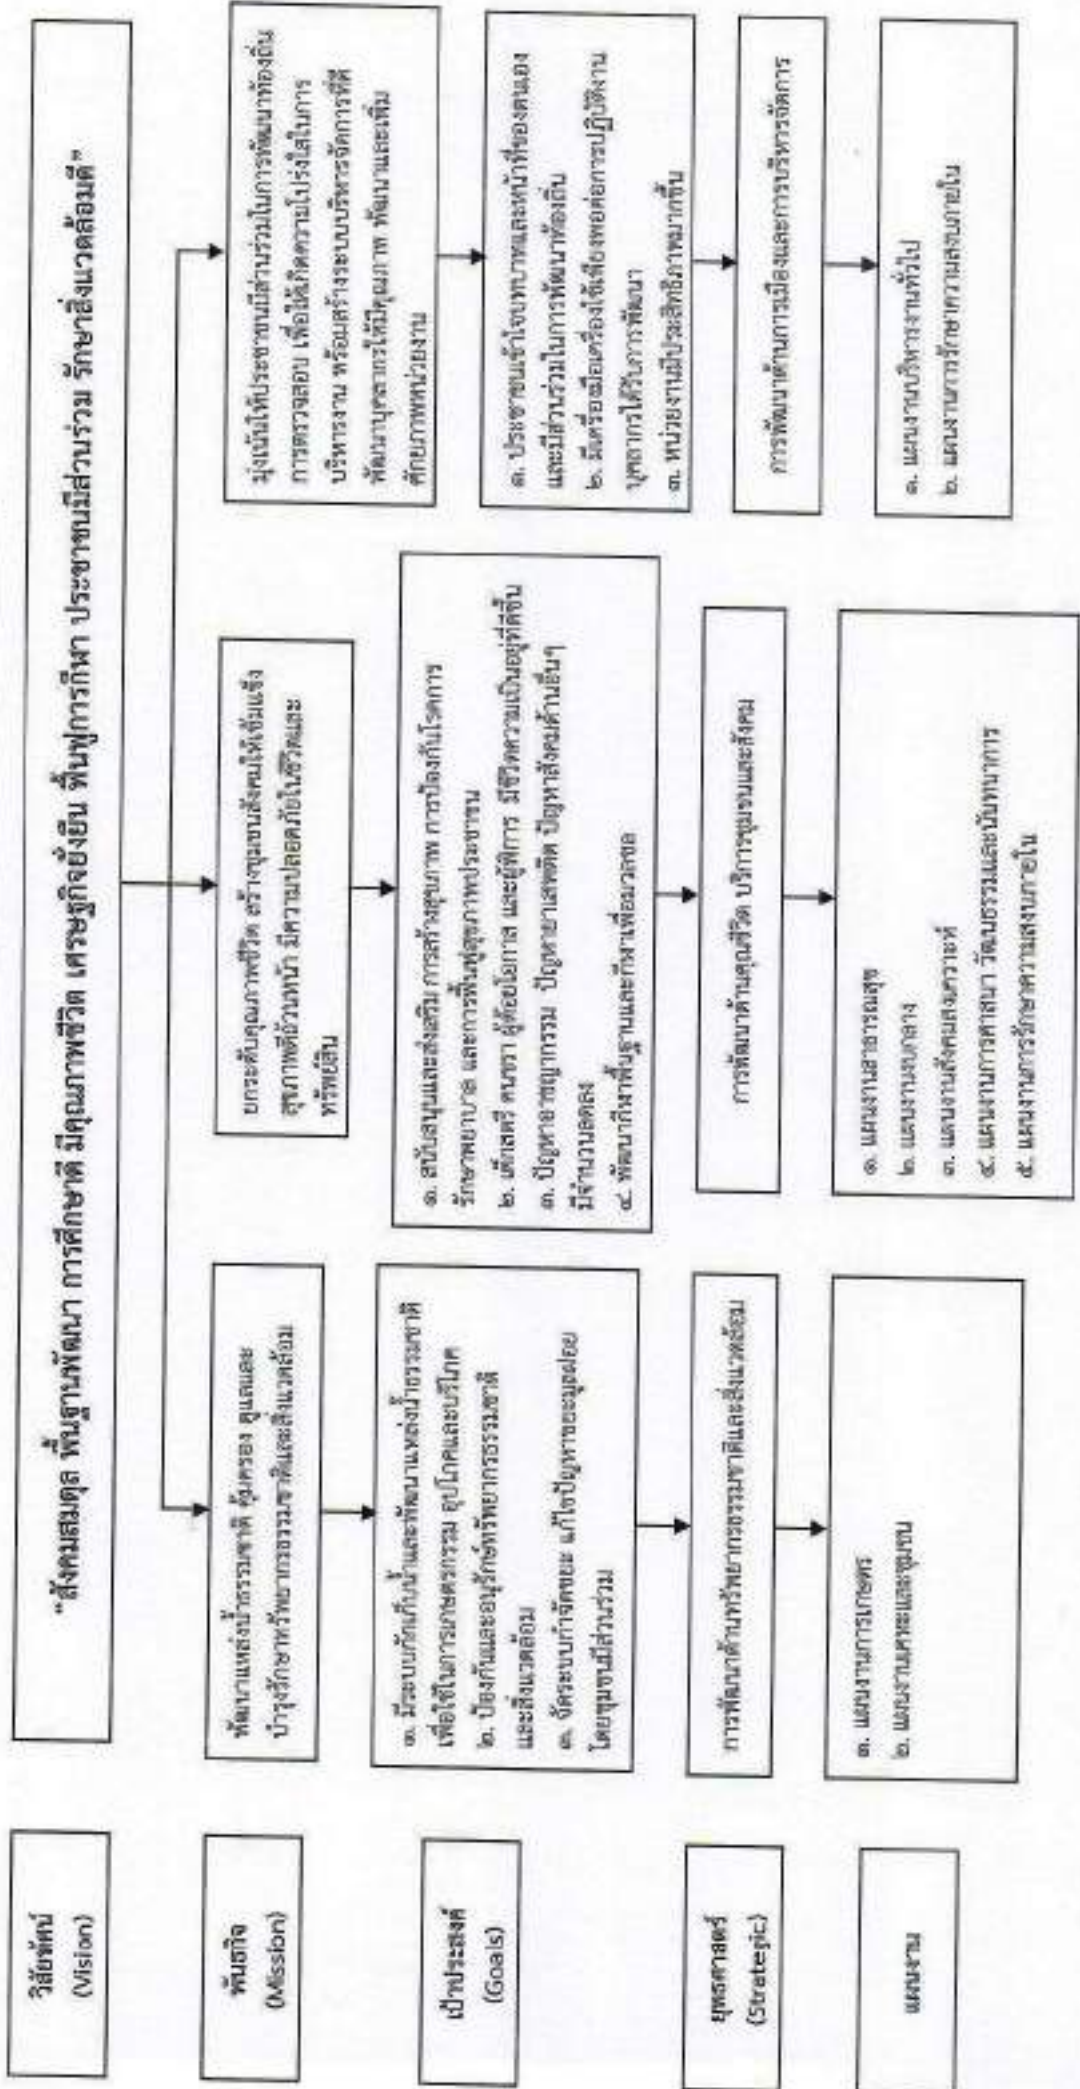 วิสัยทัศน์
(Vision)
"สังคมสมดุล พื้นฐานพัฒนา การศึกษาดี มีคุณภาพชีวิต เศรษฐกิจยั่งยืน ฟื้นฟูการกีฬา ประชาชนมีส่วนร่วม รักษาสิ่งแวดล้อมดี"
พันธกิจ
(Mission)
พัฒนาแหล่งน้ำธรรมชาติ คุ้มครอง ดูแลและ
บำรุงรักษาทรัพยากรธรรมชาติและสิ่งแวดล้อม
ยกระดับคุณภาพชีวิต สร้างชุมชนสังคมให้เข้มแข็ง
สุขภาพดีถ้วนหน้า มีความปลอดภัยในชีวิตและ
ทรัพย์สิน
มุ่งเน้นให้ประชาชนมีส่วนร่วมในการพัฒนาท้องถิ่น
การตรวจสอบ เพื่อให้เกิดความโปร่งใสในการ
บริหารงาน พร้อมสร้างระบบบริหารจัดการที่ดี
พัฒนาบุคลากรให้มีคุณภาพ พัฒนาและเพิ่ม
ศักยภาพหน่วยงาน
เป้าประสงค์
(Goals)
๑. มีระบบกักเก็บน้ำและพัฒนาแหล่งน้ำธรรมชาติ
เพื่อใช้ในการเกษตรกรรม อุปโภคและบริโภค
๒. ป้องกันและอนุรักษ์ทรัพยากรธรรมชาติ
และสิ่งแวดล้อม
๓. จัดระบบกำจัดขยะ แก้ไขปัญหาขยะมูลฝอย
โดยชุมชนมีส่วนร่วม
๑. สนับสนุนและส่งเสริม การสร้างสุขภาพ การป้องกันโรคการ
รักษาพยาบาล และการฟื้นฟูสุขภาพประชาชน
๒. เด็กสตรี คนชรา ผู้ด้อยโอกาส และผู้พิการ มีชีวิตความเป็นอยู่ที่ดีขึ้น
๓. ปัญหาอาชญากรรม ปัญหายาเสพติด ปัญหาสังคมด้านอื่นๆ
มีจำนวนลดลง
๔. พัฒนากีฬาพื้นฐานและกีฬาเพื่อมวลชล
๑. ประชาชนเข้าใจบทบาทและหน้าที่ของตนเอง
และมีส่วนร่วมในการพัฒนาท้องถิ่น
๒. มีเครื่องมือเครื่องใช้เพียงพอต่อการปฏิบัติงาน
บุคลากรได้รับการพัฒนา
๓. หน่วยงานมีประสิทธิภาพมากขึ้น
ยุทธศาสตร์
(Strategic)
การพัฒนาด้านทรัพยากรธรรมชาติและสิ่งแวดล้อม
การพัฒนาด้านคุณชีวิต บริการชุมชนและสังคม
การพัฒนาด้านการเมืองและการบริหารจัดการ
แผนงาน
๑. แผนงานการเกษตร
๒. แผนงานเคหะและชุมชน
๑. แผนงานสาธารณสุข
๒. แผนงานงบกลาง
๓. แผนงานสังคมสงเคราะห์
๔. แผนงานการศาสนา วัฒนธรรมและนันทนาการ
๕. แผนงานการรักษาความสงบภายใน
๑. แผนงานบริหารงานทั่วไป
๒. แผนงานการรักษาความสงบภายใน